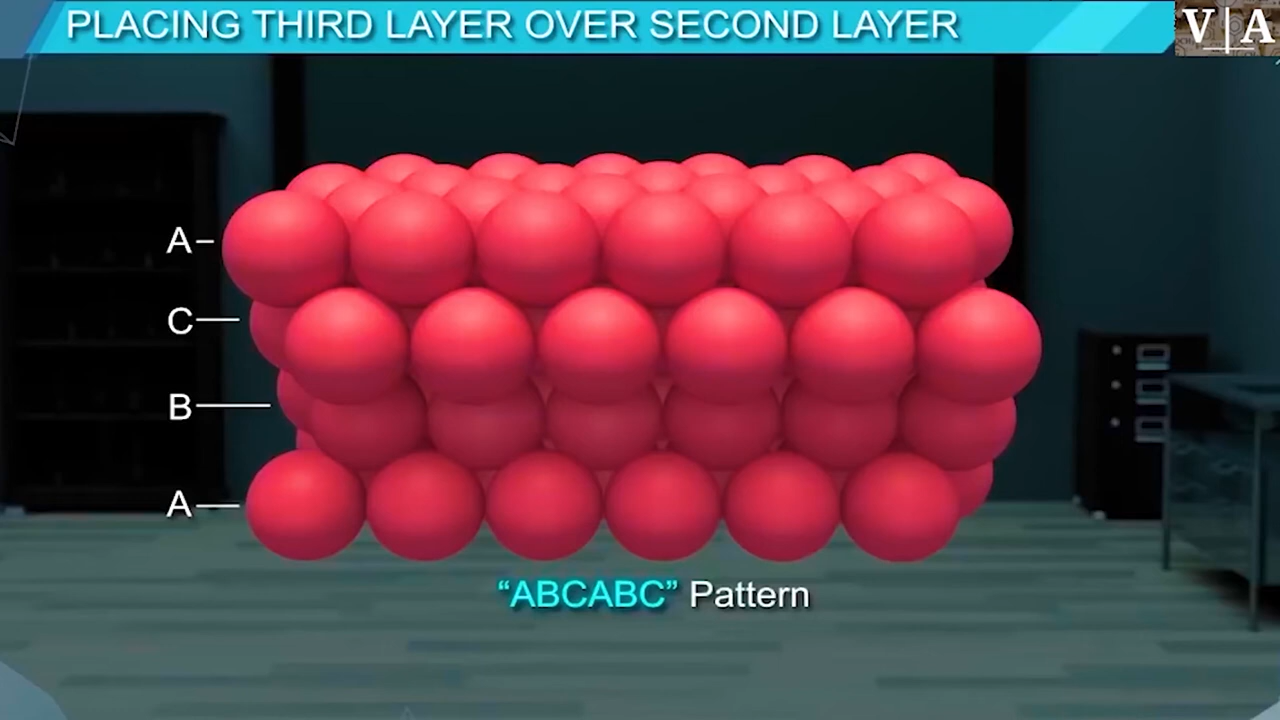 PLACING THIRD LAYER OVER SECOND LAYER
V|A
A
C
B
A
“ABCABC” Pattern